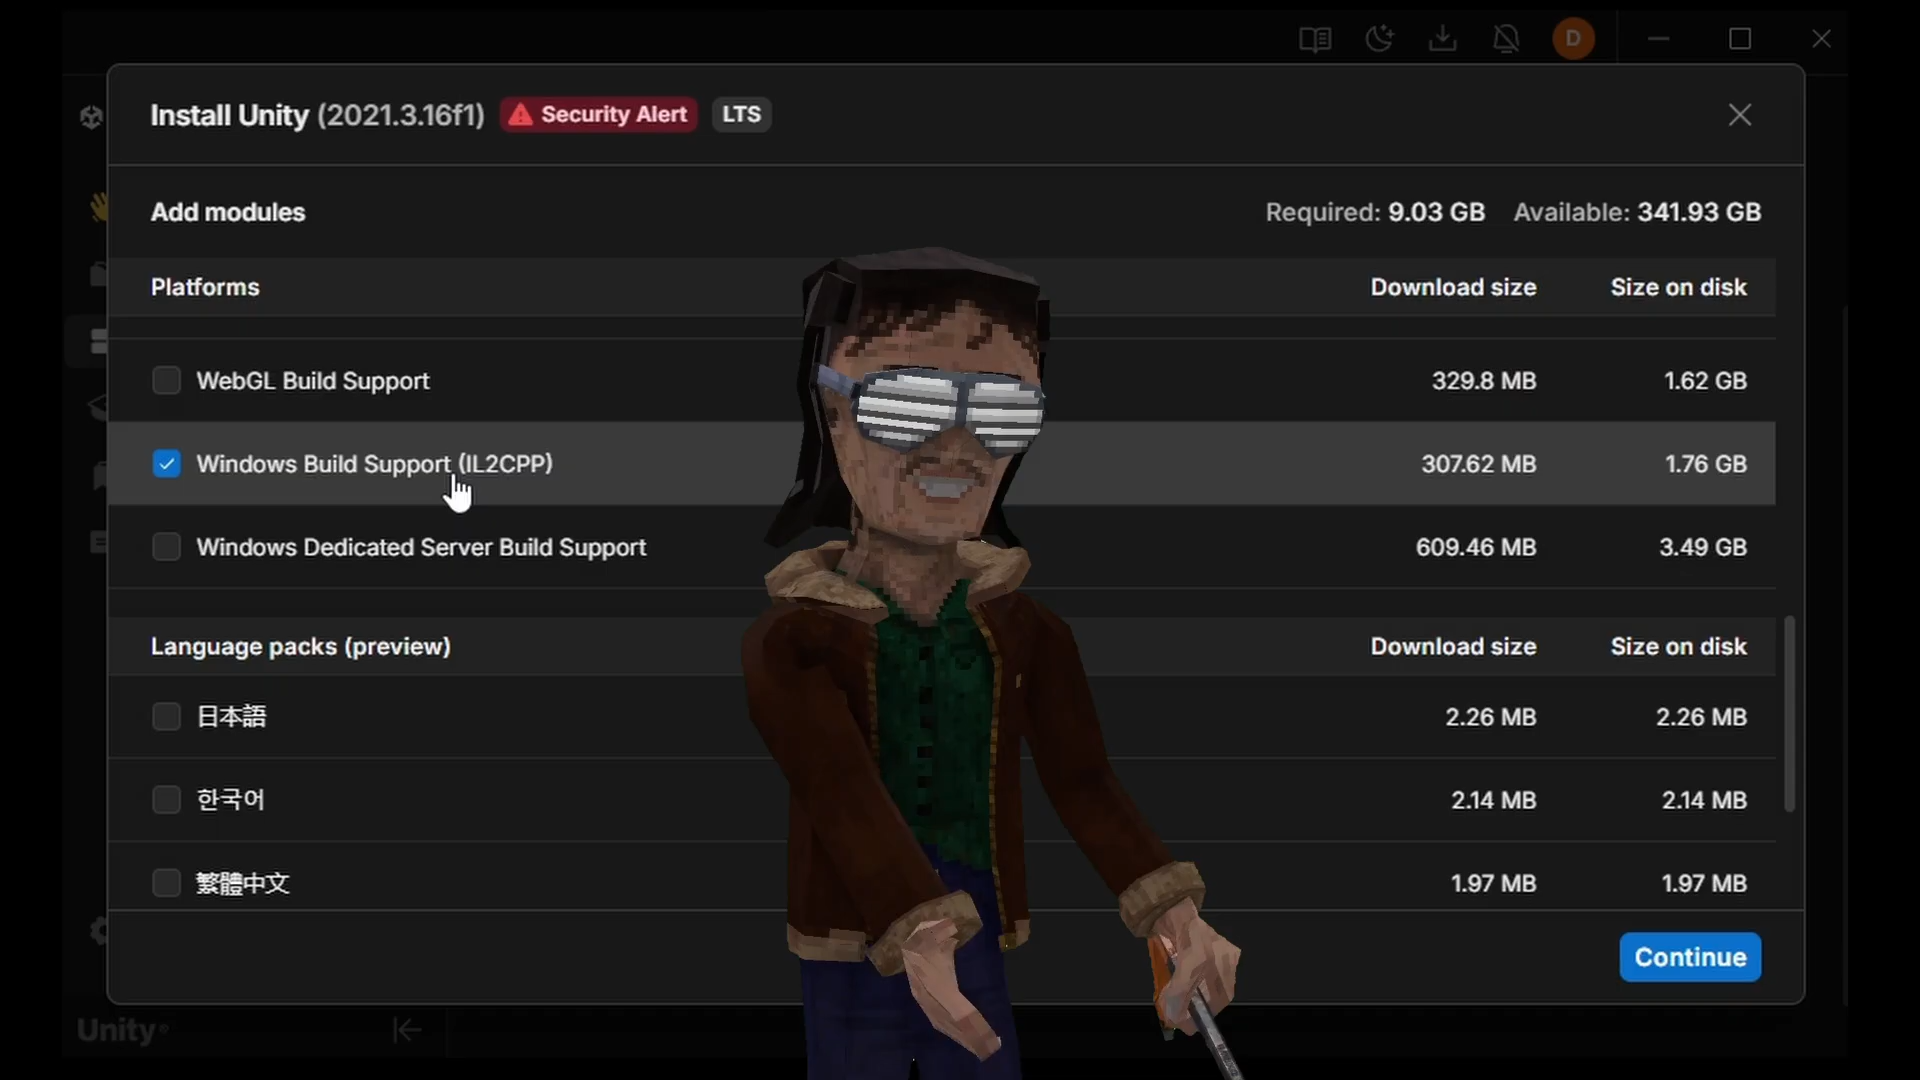 D
Install Unity (2021.3.16f1) Security Alert LTS
Add modules Required: 9.03 GB Available: 341.93 GB
Platforms Download size Size on disk
WebGL Build Support 329.8 MB 1.62 GB
Windows Build Support (IL2CPP) 307.62 MB 1.76 GB
Windows Dedicated Server Build Support 609.46 MB 3.49 GB
Language packs (preview) Download size Size on disk
日本語 2.26 MB 2.26 MB
한국어 2.14 MB 2.14 MB
繁體中文 1.97 MB 1.97 MB
Continue
Unity